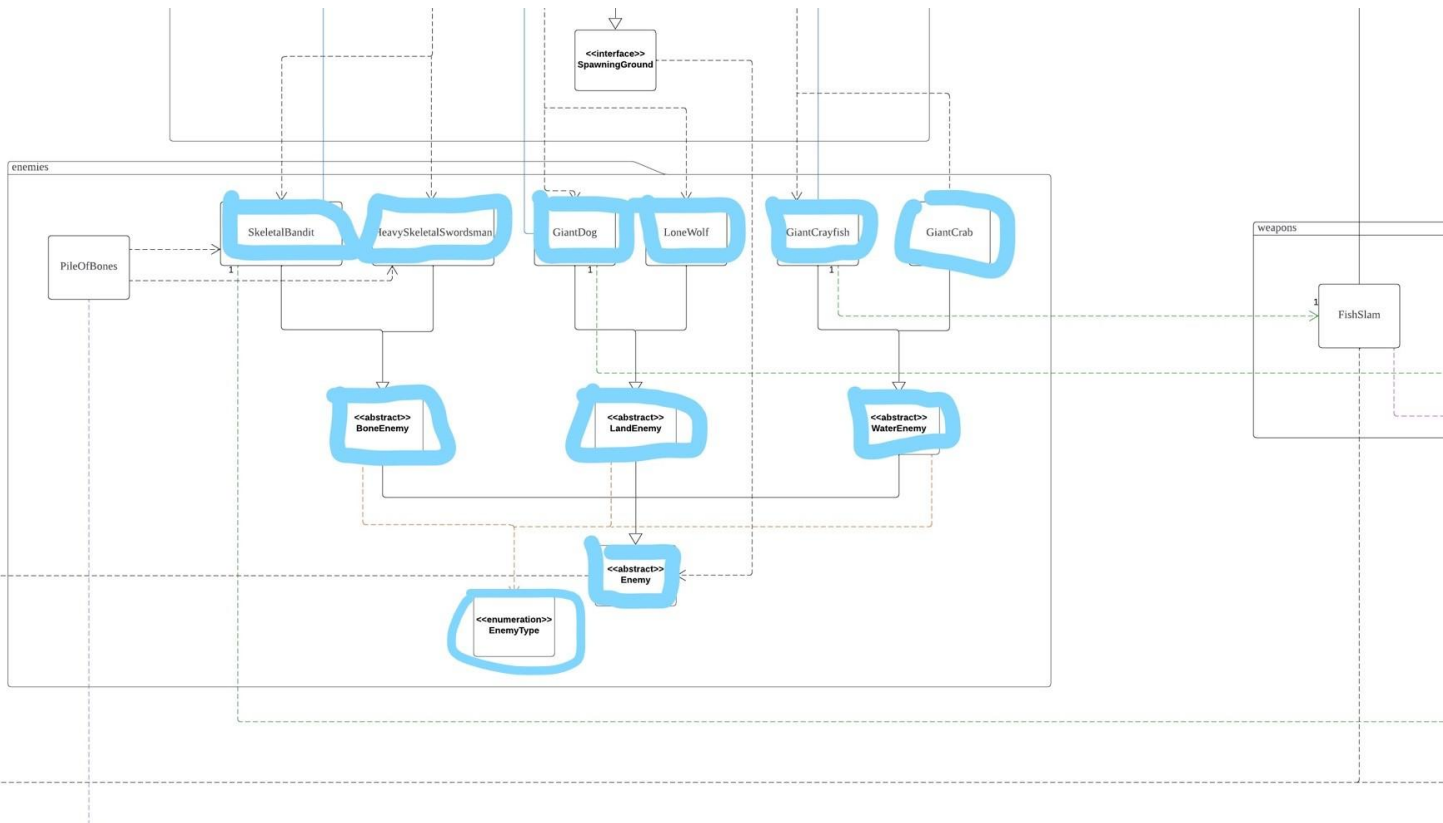 <<interface>>
SpawningGround
enemies
SkeletalBandit
HeavySkeletalSwordsman
GiantDog
LoneWolf
GiantCrayfish
GiantCrab
weapons
PileOfBones
1
1
1
1
FishSlam
<<abstract>>
BoneEnemy
<<abstract>>
LandEnemy
<<abstract>>
WaterEnemy
<<abstract>>
Enemy
<<enumeration>>
EnemyType